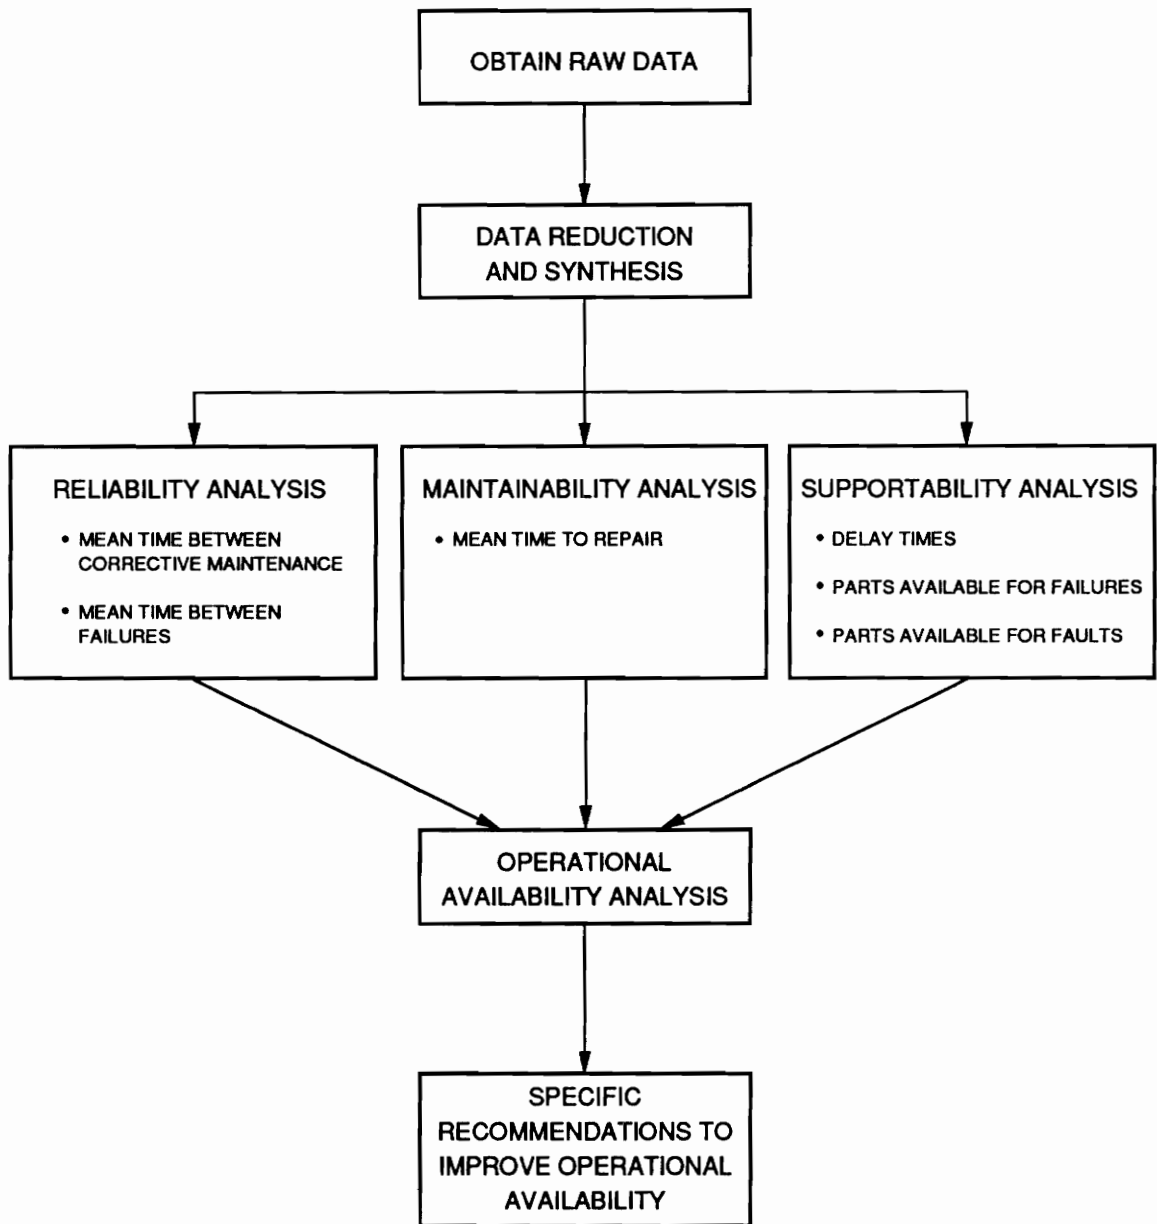 OBTAIN RAW DATA
DATA REDUCTION
AND SYNTHESIS
RELIABILITY ANALYSIS
• MEAN TIME BETWEEN
CORRECTIVE MAINTENANCE
• MEAN TIME BETWEEN
FAILURES
MAINTAINABILITY ANALYSIS
• MEAN TIME TO REPAIR
SUPPORTABILITY ANALYSIS
• DELAY TIMES
• PARTS AVAILABLE FOR FAILURES
• PARTS AVAILABLE FOR FAULTS
OPERATIONAL
AVAILABILITY ANALYSIS
SPECIFIC
RECOMMENDATIONS TO
IMPROVE OPERATIONAL
AVAILABILITY